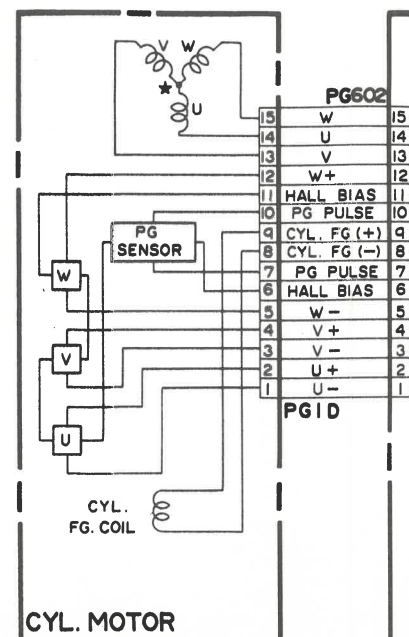 V W
★ U
PG602
15 W 15
14 U 14
13 V 13
12 W+ 12
11 HALL BIAS 11
10 PG PULSE 10
9 CYL. FG (+) 9
8 CYL. FG (−) 8
7 PG PULSE 7
6 HALL BIAS 6
5 W− 5
4 V+ 4
3 V− 3
2 U+ 2
1 U− 1
PG1D
PG
SENSOR
W
V
U
CYL.
FG. COIL
CYL. MOTOR